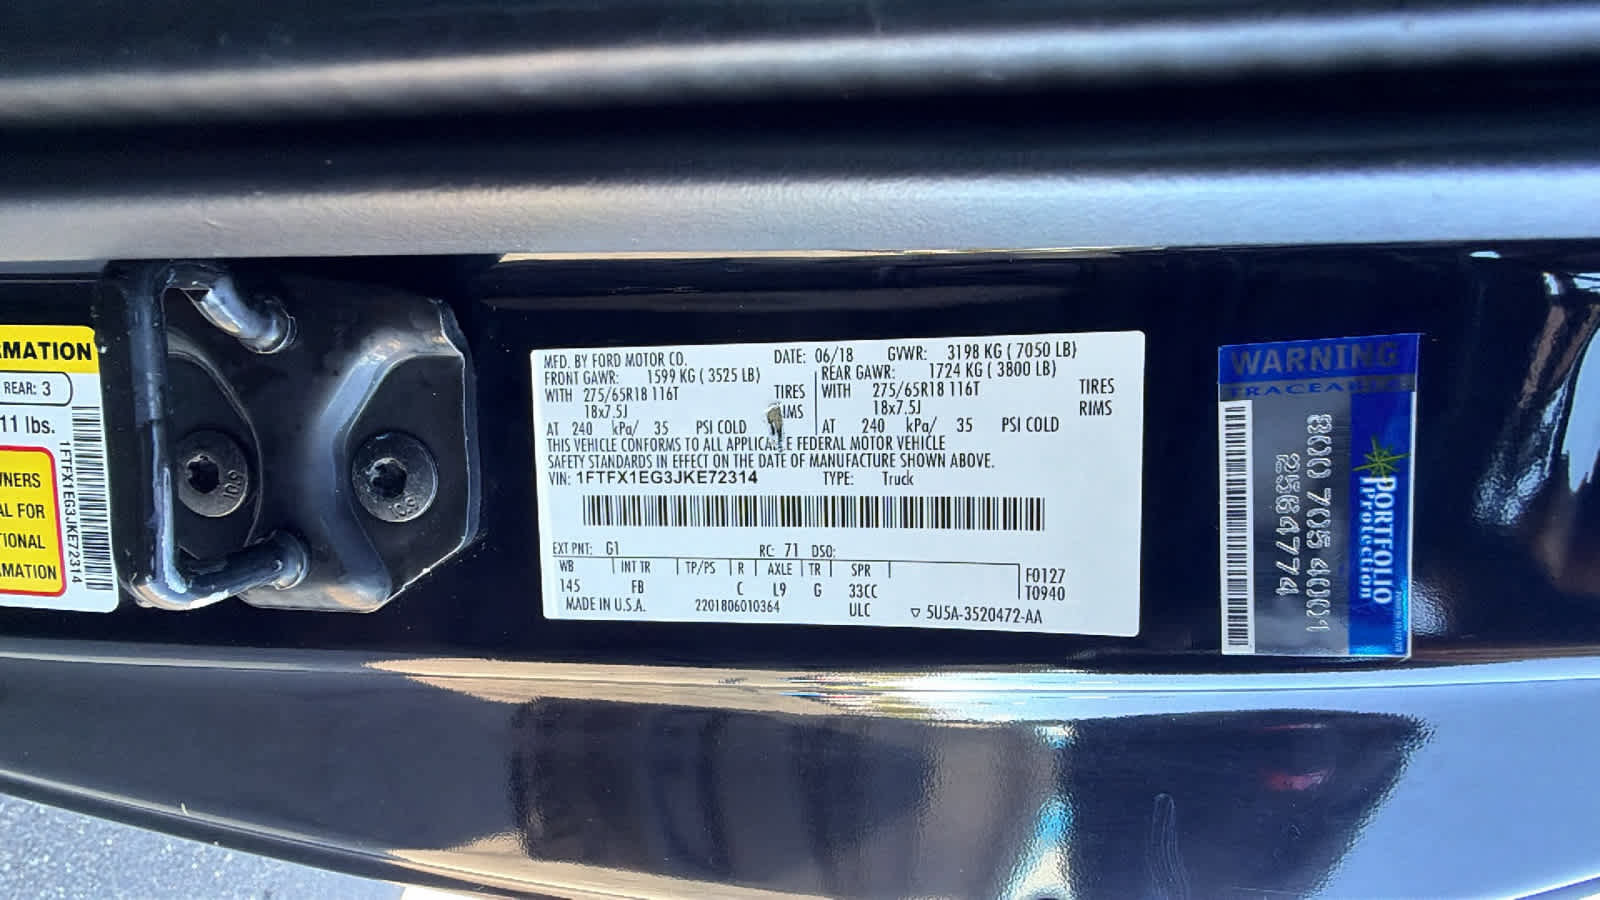 RMATION
REAR: 3
11 lbs.
NERS
AL FOR
TIONAL
RMATION
1FTFX1EG3JKE72314
MFD. BY FORD MOTOR CO. DATE: 06/18 GVWR: 3198 KG ( 7050 LB)
FRONT GAWR: 1599 KG ( 3525 LB) REAR GAWR: 1724 KG ( 3800 LB)
WITH 275/65R18 116T TIRES WITH 275/65R18 116T TIRES
18x7.5J IMS 18x7.5J RIMS
AT 240 kPa/ 35 PSI COLD AT 240 kPa/ 35 PSI COLD
THIS VEHICLE CONFORMS TO ALL APPLICABLE FEDERAL MOTOR VEHICLE
SAFETY STANDARDS IN EFFECT ON THE DATE OF MANUFACTURE SHOWN ABOVE.
VIN: 1FTFX1EG3JKE72314 TYPE: Truck
EXT PNT: G1 RC: 71 DSO:
WB INT TR TP/PS R AXLE TR SPR F0127
145 FB C L9 G 33CC T0940
MADE IN U.S.A. 2201806010364 ULC 5U5A-3520472-AA
WARNING
800 705 4001
2564774
PORTFOLIO
Protection